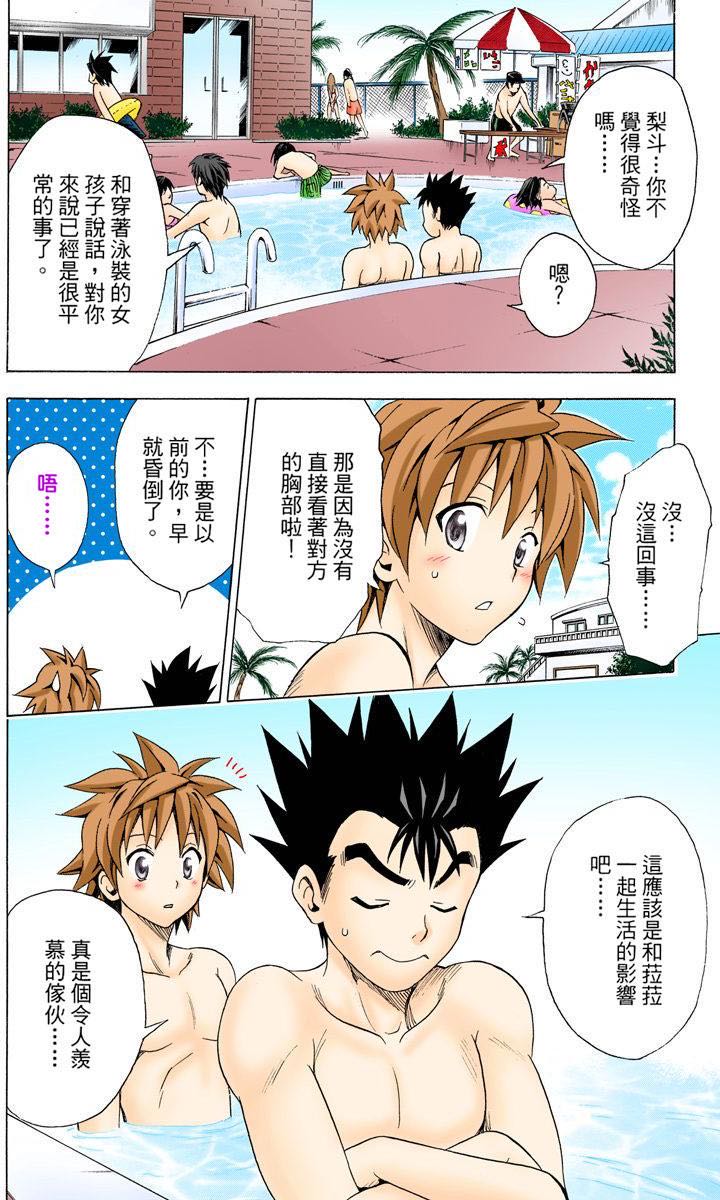 梨斗…你不
覺得很奇怪
嗎……
嗯?
和穿著泳裝的女
孩子說話，對你
來說已經是很平
常的事了。
沒…
沒這回事……
那是因為沒有
直接看著對方
的胸部啦!
不…要是以
前的你，早
就昏倒了。
唔……
這應該是和菈菈
一起生活的影響
吧……
真是個令人羨
慕的傢伙……